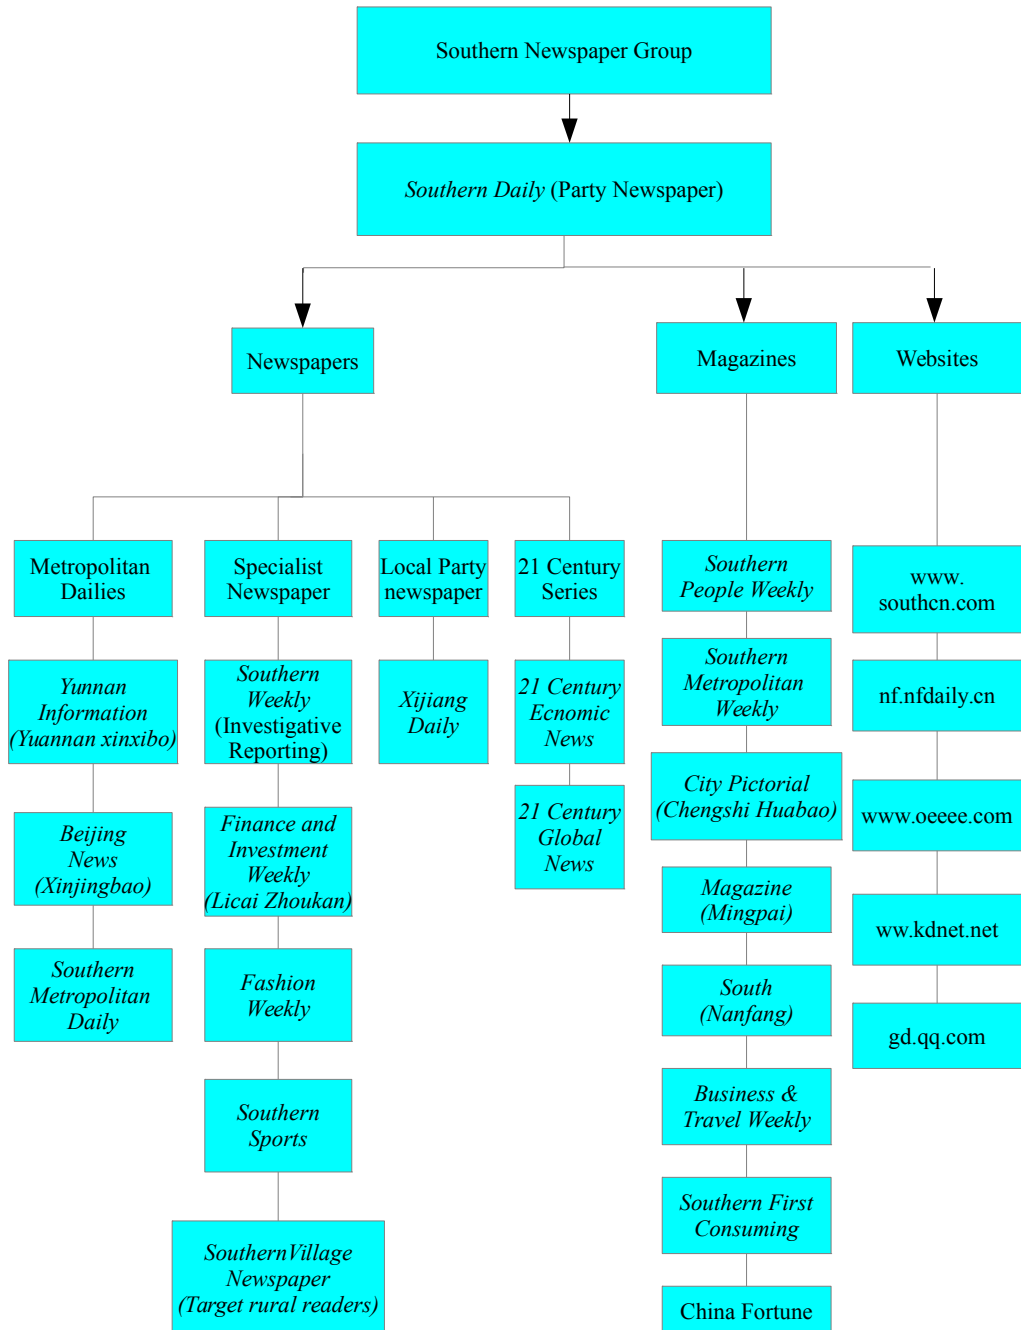 Southern Newspaper Group
Southern Daily (Party Newspaper)
Newspapers
Magazines
Websites
Metropolitan
Dailies
Specialist
Newspaper
Local Party
newspaper
21 Century
Series
Yunnan
Information
(Yuannan xinxibo)
Beijing
News
(Xinjingbao)
Southern
Metropolitan
Daily
Southern
Weekly
(Investigative
Reporting)
Finance and
Investment
Weekly
(Licai Zhoukan)
Fashion
Weekly
Southern
Sports
SouthernVillage
Newspaper
(Target rural readers)
Xijiang
Daily
21 Century
Ecnomic
News
21 Century
Global
News
Southern
People Weekly
Southern
Metropolitan
Weekly
City Pictorial
(Chengshi Huabao)
Magazine
(Mingpai)
South
(Nanfang)
Business &
Travel Weekly
Southern First
Consuming
China Fortune
www.
southcn.com
nf.nfdaily.cn
www.oeeee.com
ww.kdnet.net
gd.qq.com